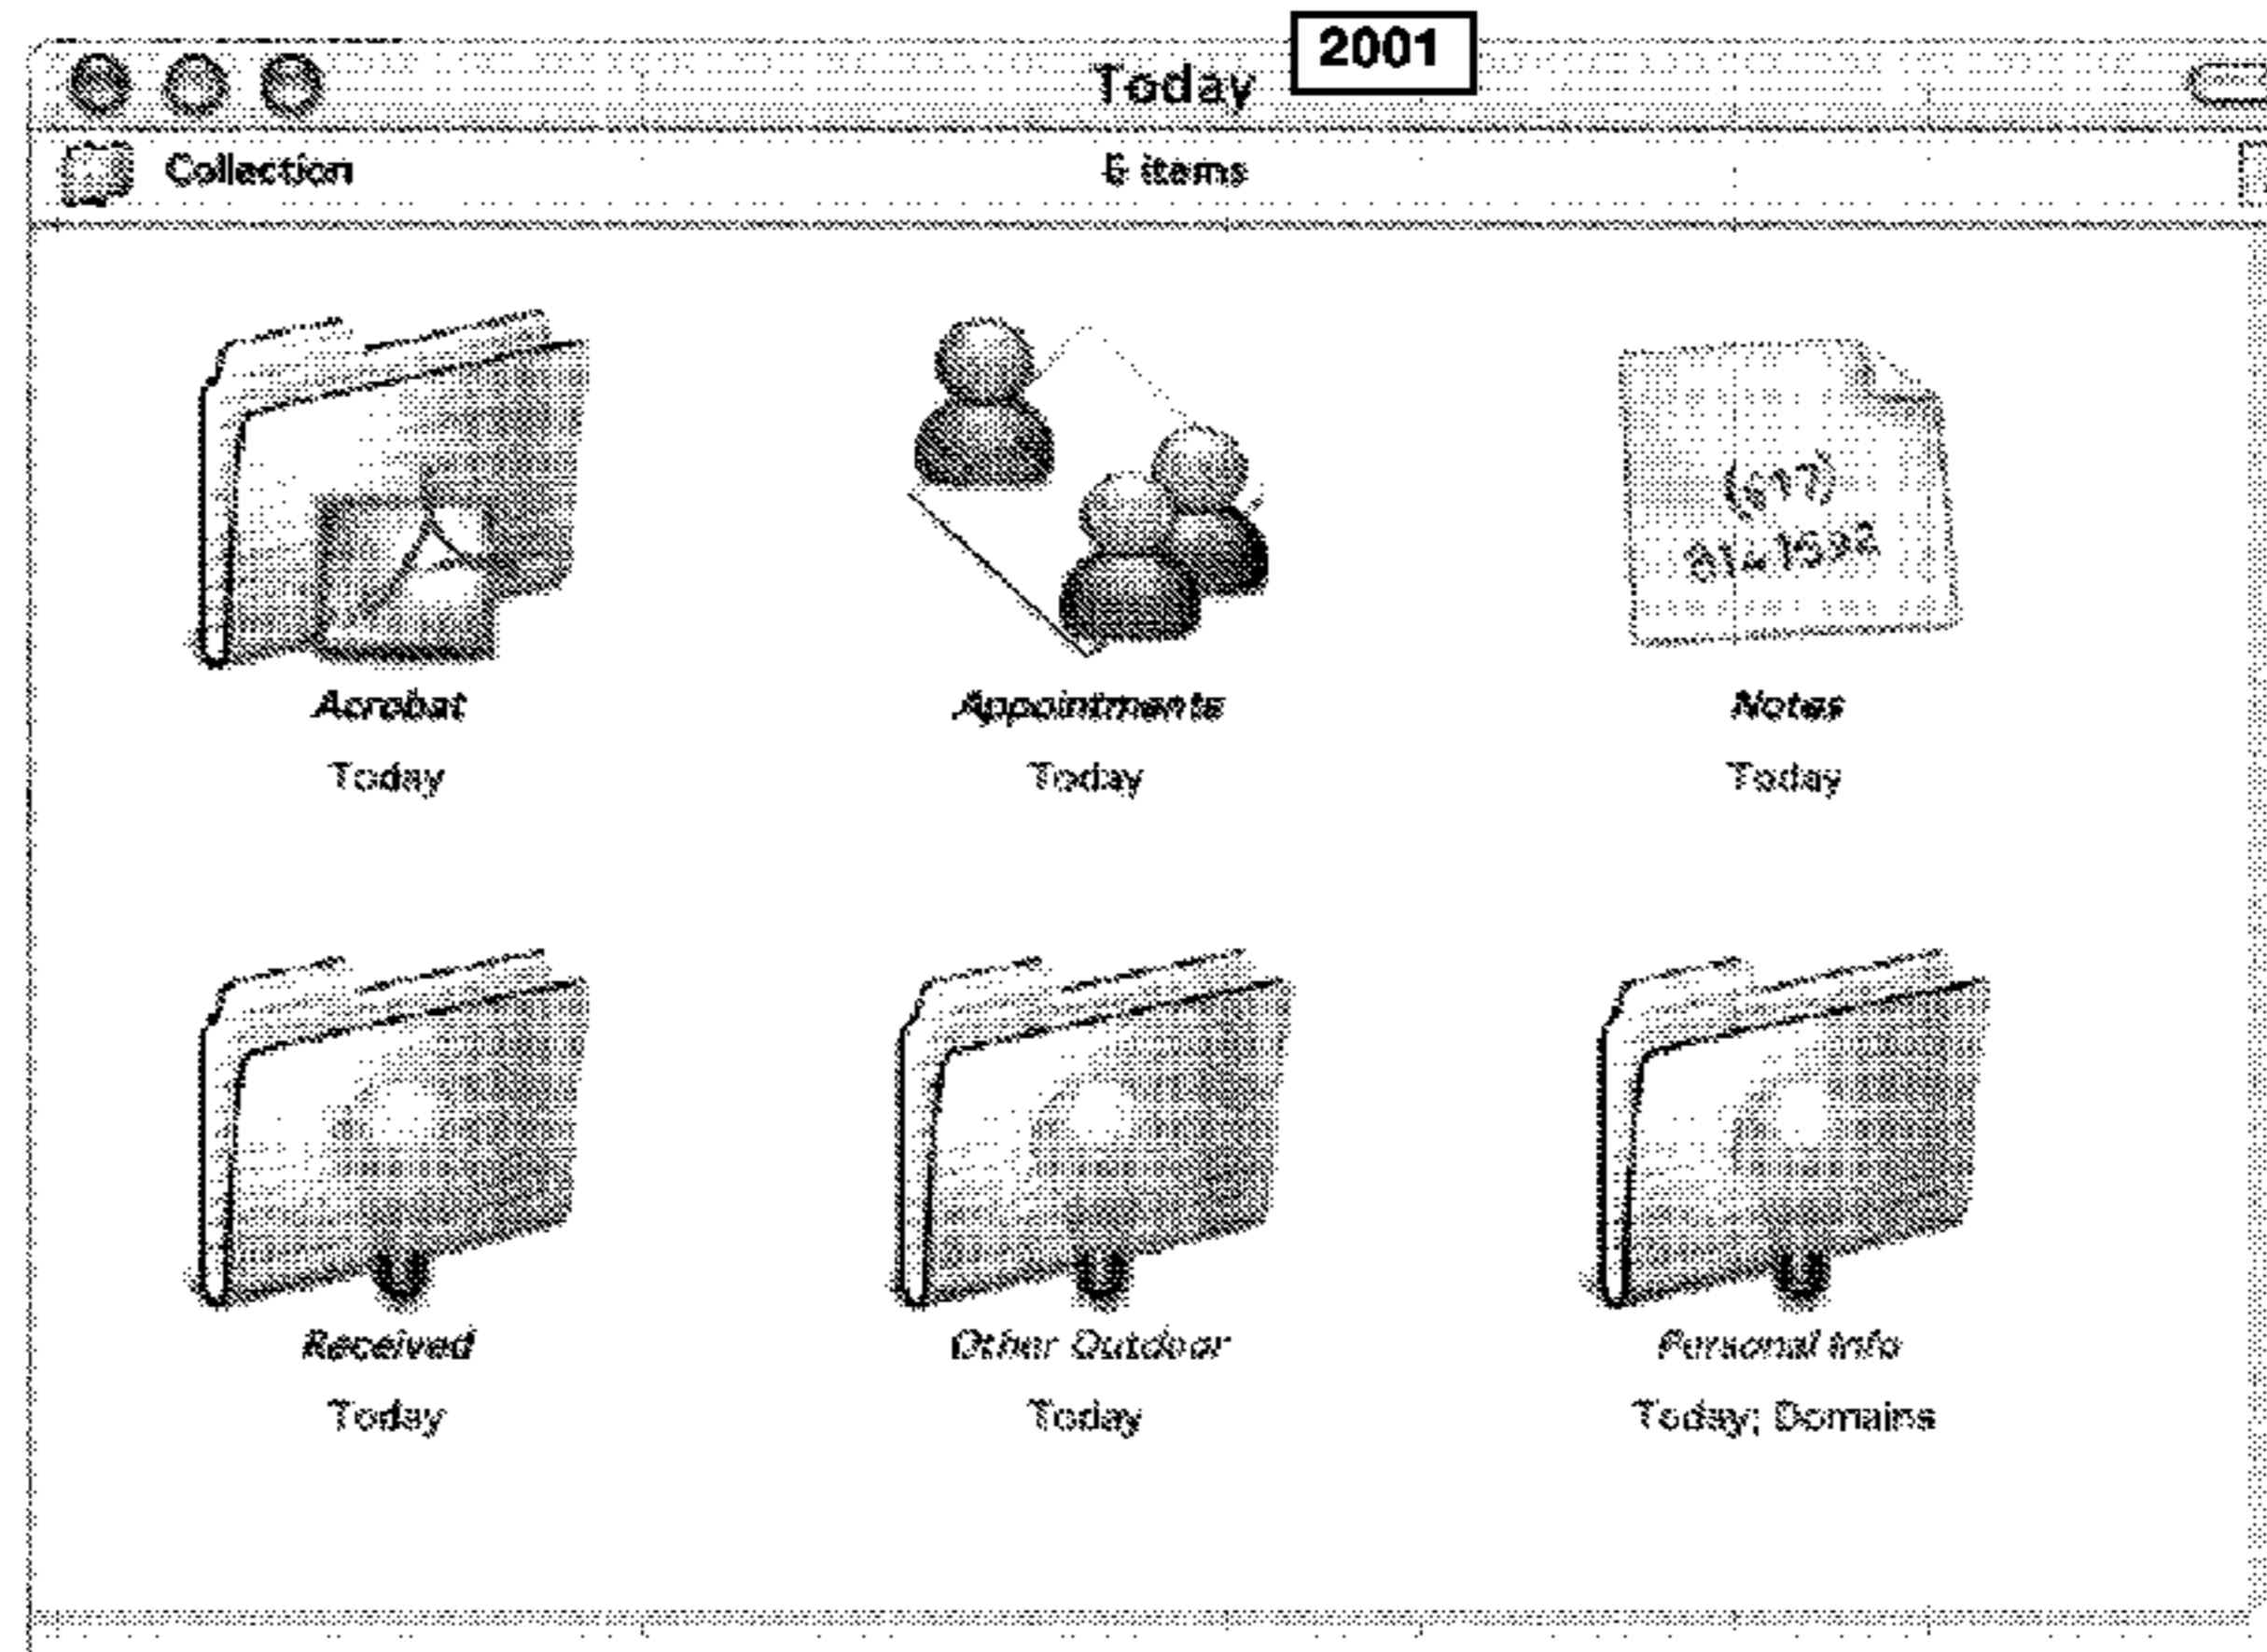 2001
Today
Collection
6 items
Acrobat
Appointments
Notes
Today
Today
Today
Received
Other Outdoor
Personal Info
Today
Today
Today; Domains